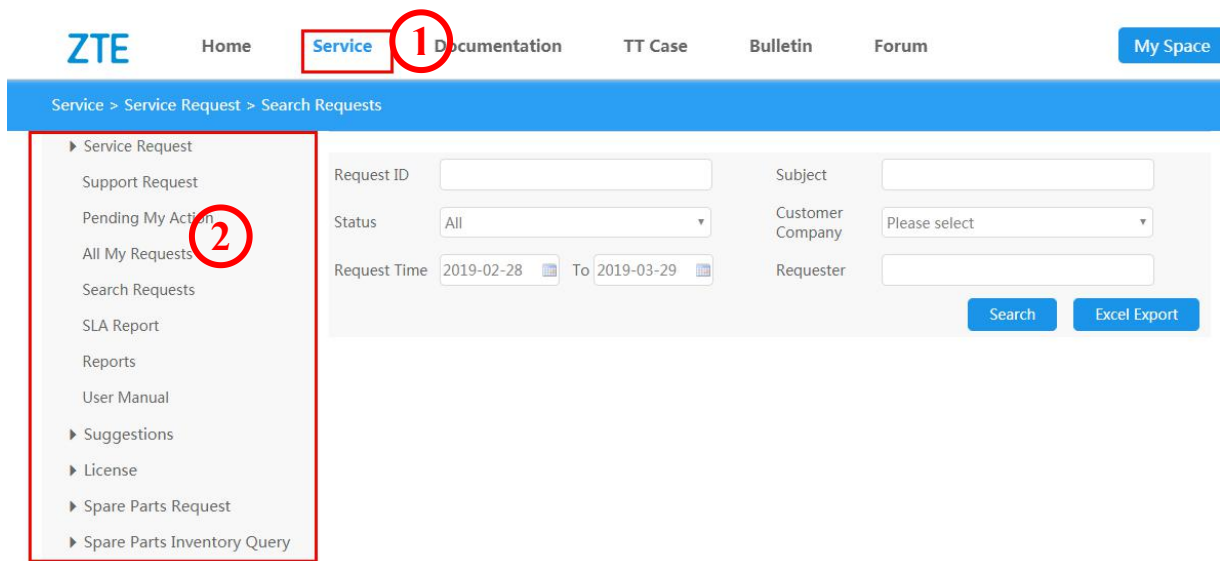 ZTE Home Service 1 Documentation TT Case Bulletin Forum My Space
Service > Service Request > Search Requests
Service Request
Support Request
Pending My Action
2
All My Requests
Search Requests
SLA Report
Reports
User Manual
Suggestions
License
Spare Parts Request
Spare Parts Inventory Query
Request ID Subject
Status All Customer Company Please select
Request Time 2019-02-28 To 2019-03-29 Requester
Search Excel Export